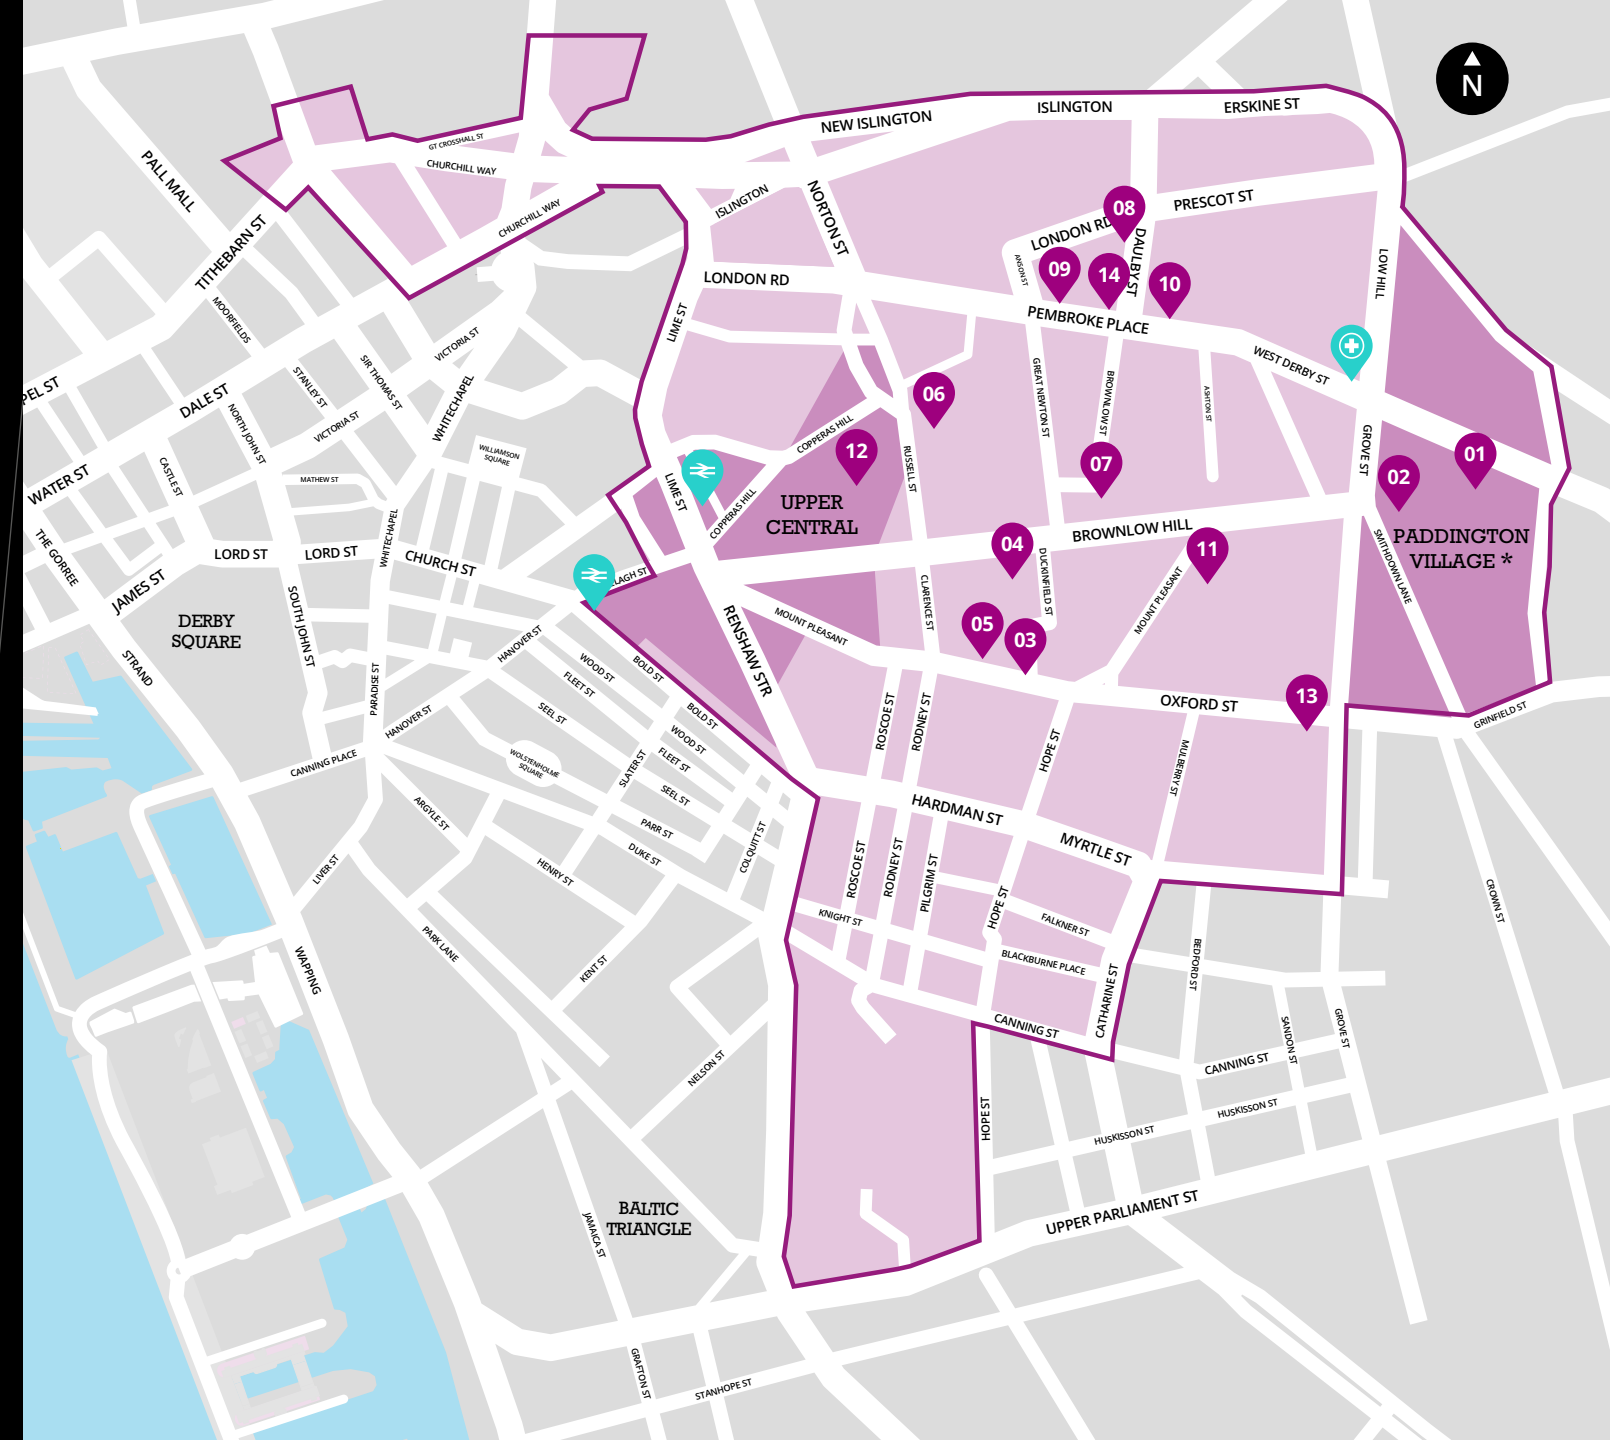 N
ISLINGTON
ERSKINE ST
NEW ISLINGTON
GT CROSSHALL ST
CHURCHILL WAY
PALL MALL
CHURCHILL WAY
ISLINGTON
NORTON ST
PRESCOT ST
08
LONDON RD
DAULBY ST
TITHEBARN ST
LONDON RD
ANSON ST
09
14
10
LOW HILL
MOORFIELDS
LIME ST
PEMBROKE PLACE
VICTORIA ST
WEST DERBY ST
SIR THOMAS ST
STANLEY ST
PEL ST
DALE ST
WHITECHAPEL
GREAT NEWTON ST
BROWNLOW ST
ASHTON ST
06
NORTH JOHN ST
VICTORIA ST
COPPERAS HILL
WILLIAMSON
SQUARE
12
RUSSELL ST
07
GROVE ST
01
02
WATER ST
CASTLE ST
MATHEW ST
LIME ST
COPPERAS HILL
UPPER
CENTRAL
WHITECHAPEL
BROWNLOW HILL
PADDINGTON
VILLAGE *
THE GORREE
LORD ST
LORD ST
CHURCH ST
04
11
SMITHDOWN LANE
JAMES ST
LAGH ST
DUCKINFIELD ST
CLARENCE ST
MOUNT PLEASANT
DERBY
SQUARE
SOUTH JOHN ST
MOUNT PLEASANT
05
03
HANOVER ST
RENSHAW STR
STRAND
WOOD ST
BOLD ST
FLEET ST
PARADISE ST
13
OXFORD ST
GRINFIELD ST
SEEL ST
HANOVER ST
BOLD ST
ROSCOE ST
RODNEY ST
HOPE ST
WOOD ST
MULBERRY ST
CANNING PLACE
WOLSTENHOLME
SQUARE
FLEET ST
SLATER ST
SEEL ST
ARGYLE ST
HARDMAN ST
PARR ST
MYRTLE ST
COLQUITT ST
DUKE ST
LIVER ST
HENRY ST
ROSCOE ST
RODNEY ST
PILGRIM ST
HOPE ST
KNIGHT ST
FALKNER ST
CROWN ST
PARK LANE
BLACKBURNE PLACE
BEDFORD ST
WAPPING
KENT ST
CATHARINE ST
CANNING ST
SANDON ST
GROVE ST
NELSON ST
CANNING ST
HOPE ST
HUSKISSON ST
HUSKISSON ST
BALTIC
TRIANGLE
JAMAICA ST
UPPER PARLIAMENT ST
GRAFTON ST
STANHOPE ST